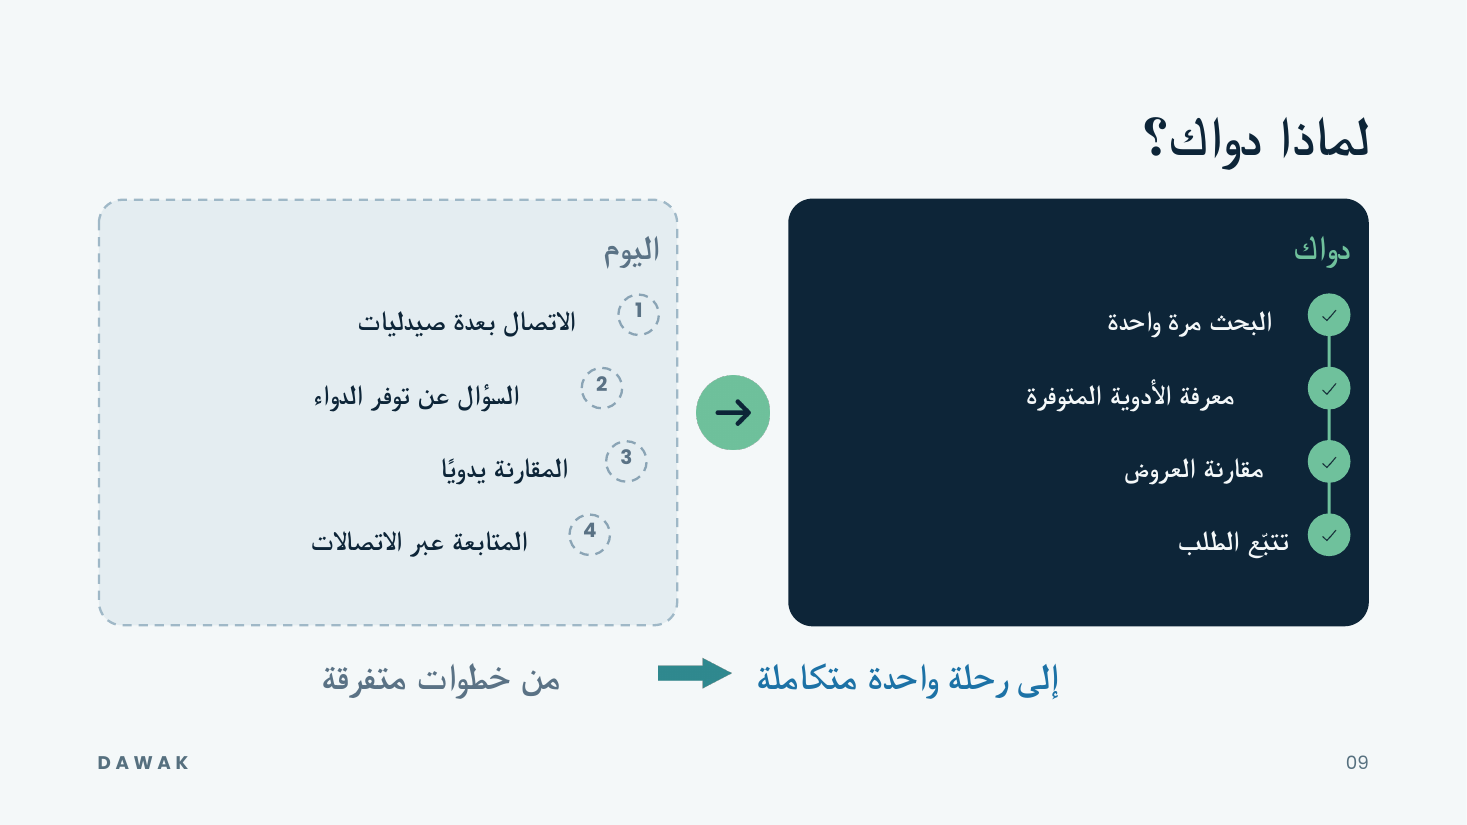 لماذا دواك؟
دواك
البحث مرة واحدة
معرفة الأدوية المتوفرة
مقارنة العروض
تتبّع الطلب
اليوم
1 الاتصال بعدة صيدليات
2 السؤال عن توفر الدواء
3 المقارنة يدويًا
4 المتابعة عبر الاتصالات
من خطوات متفرقة
إلى رحلة واحدة متكاملة
DAWAK
09